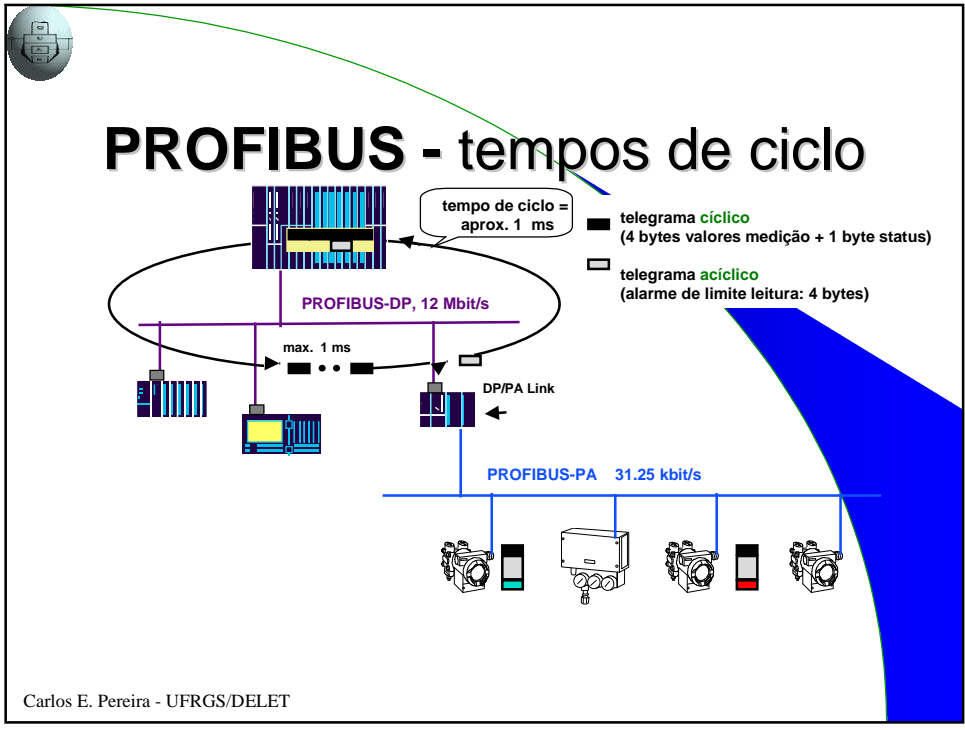 PROFIBUS - tempos de ciclo
tempo de ciclo =
aprox. 1 ms
telegrama cíclico
(4 bytes valores medição + 1 byte status)
telegrama acíclico
(alarme de limite leitura: 4 bytes)
PROFIBUS-DP, 12 Mbit/s
max. 1 ms
DP/PA Link
PROFIBUS-PA 31.25 kbit/s
Carlos E. Pereira - UFRGS/DELET